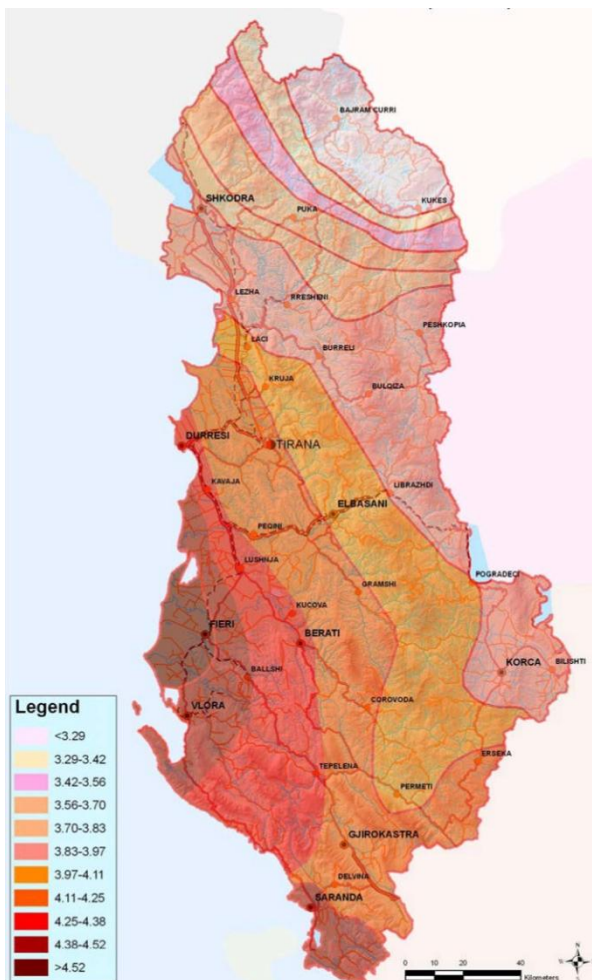 BAJRAM CURRI
KUKES
SHKODRA
PUKA
LEZHA
RRESHENI
PESHKOPIA
LACI
BURRELI
KRUJA
BULQIZA
DURRESI
TIRANA
KAVAJA
LIBRAZHDI
ELBASANI
PEQINI
LUSHNJA
POGRADECI
GRAMSHI
KUCOVA
FIERI
BERATI
BALLSHI
KORCA
BILISHTI
VLORA
COROVODA
ERSEKA
TEPELENA
PERMETI
GJIROKASTRA
DELVINA
SARANDA
Legend
<3.29
3.29-3.42
3.42-3.56
3.56-3.70
3.70-3.83
3.83-3.97
3.97-4.11
4.11-4.25
4.25-4.38
4.38-4.52
>4.52
0 20 40
Kilometers